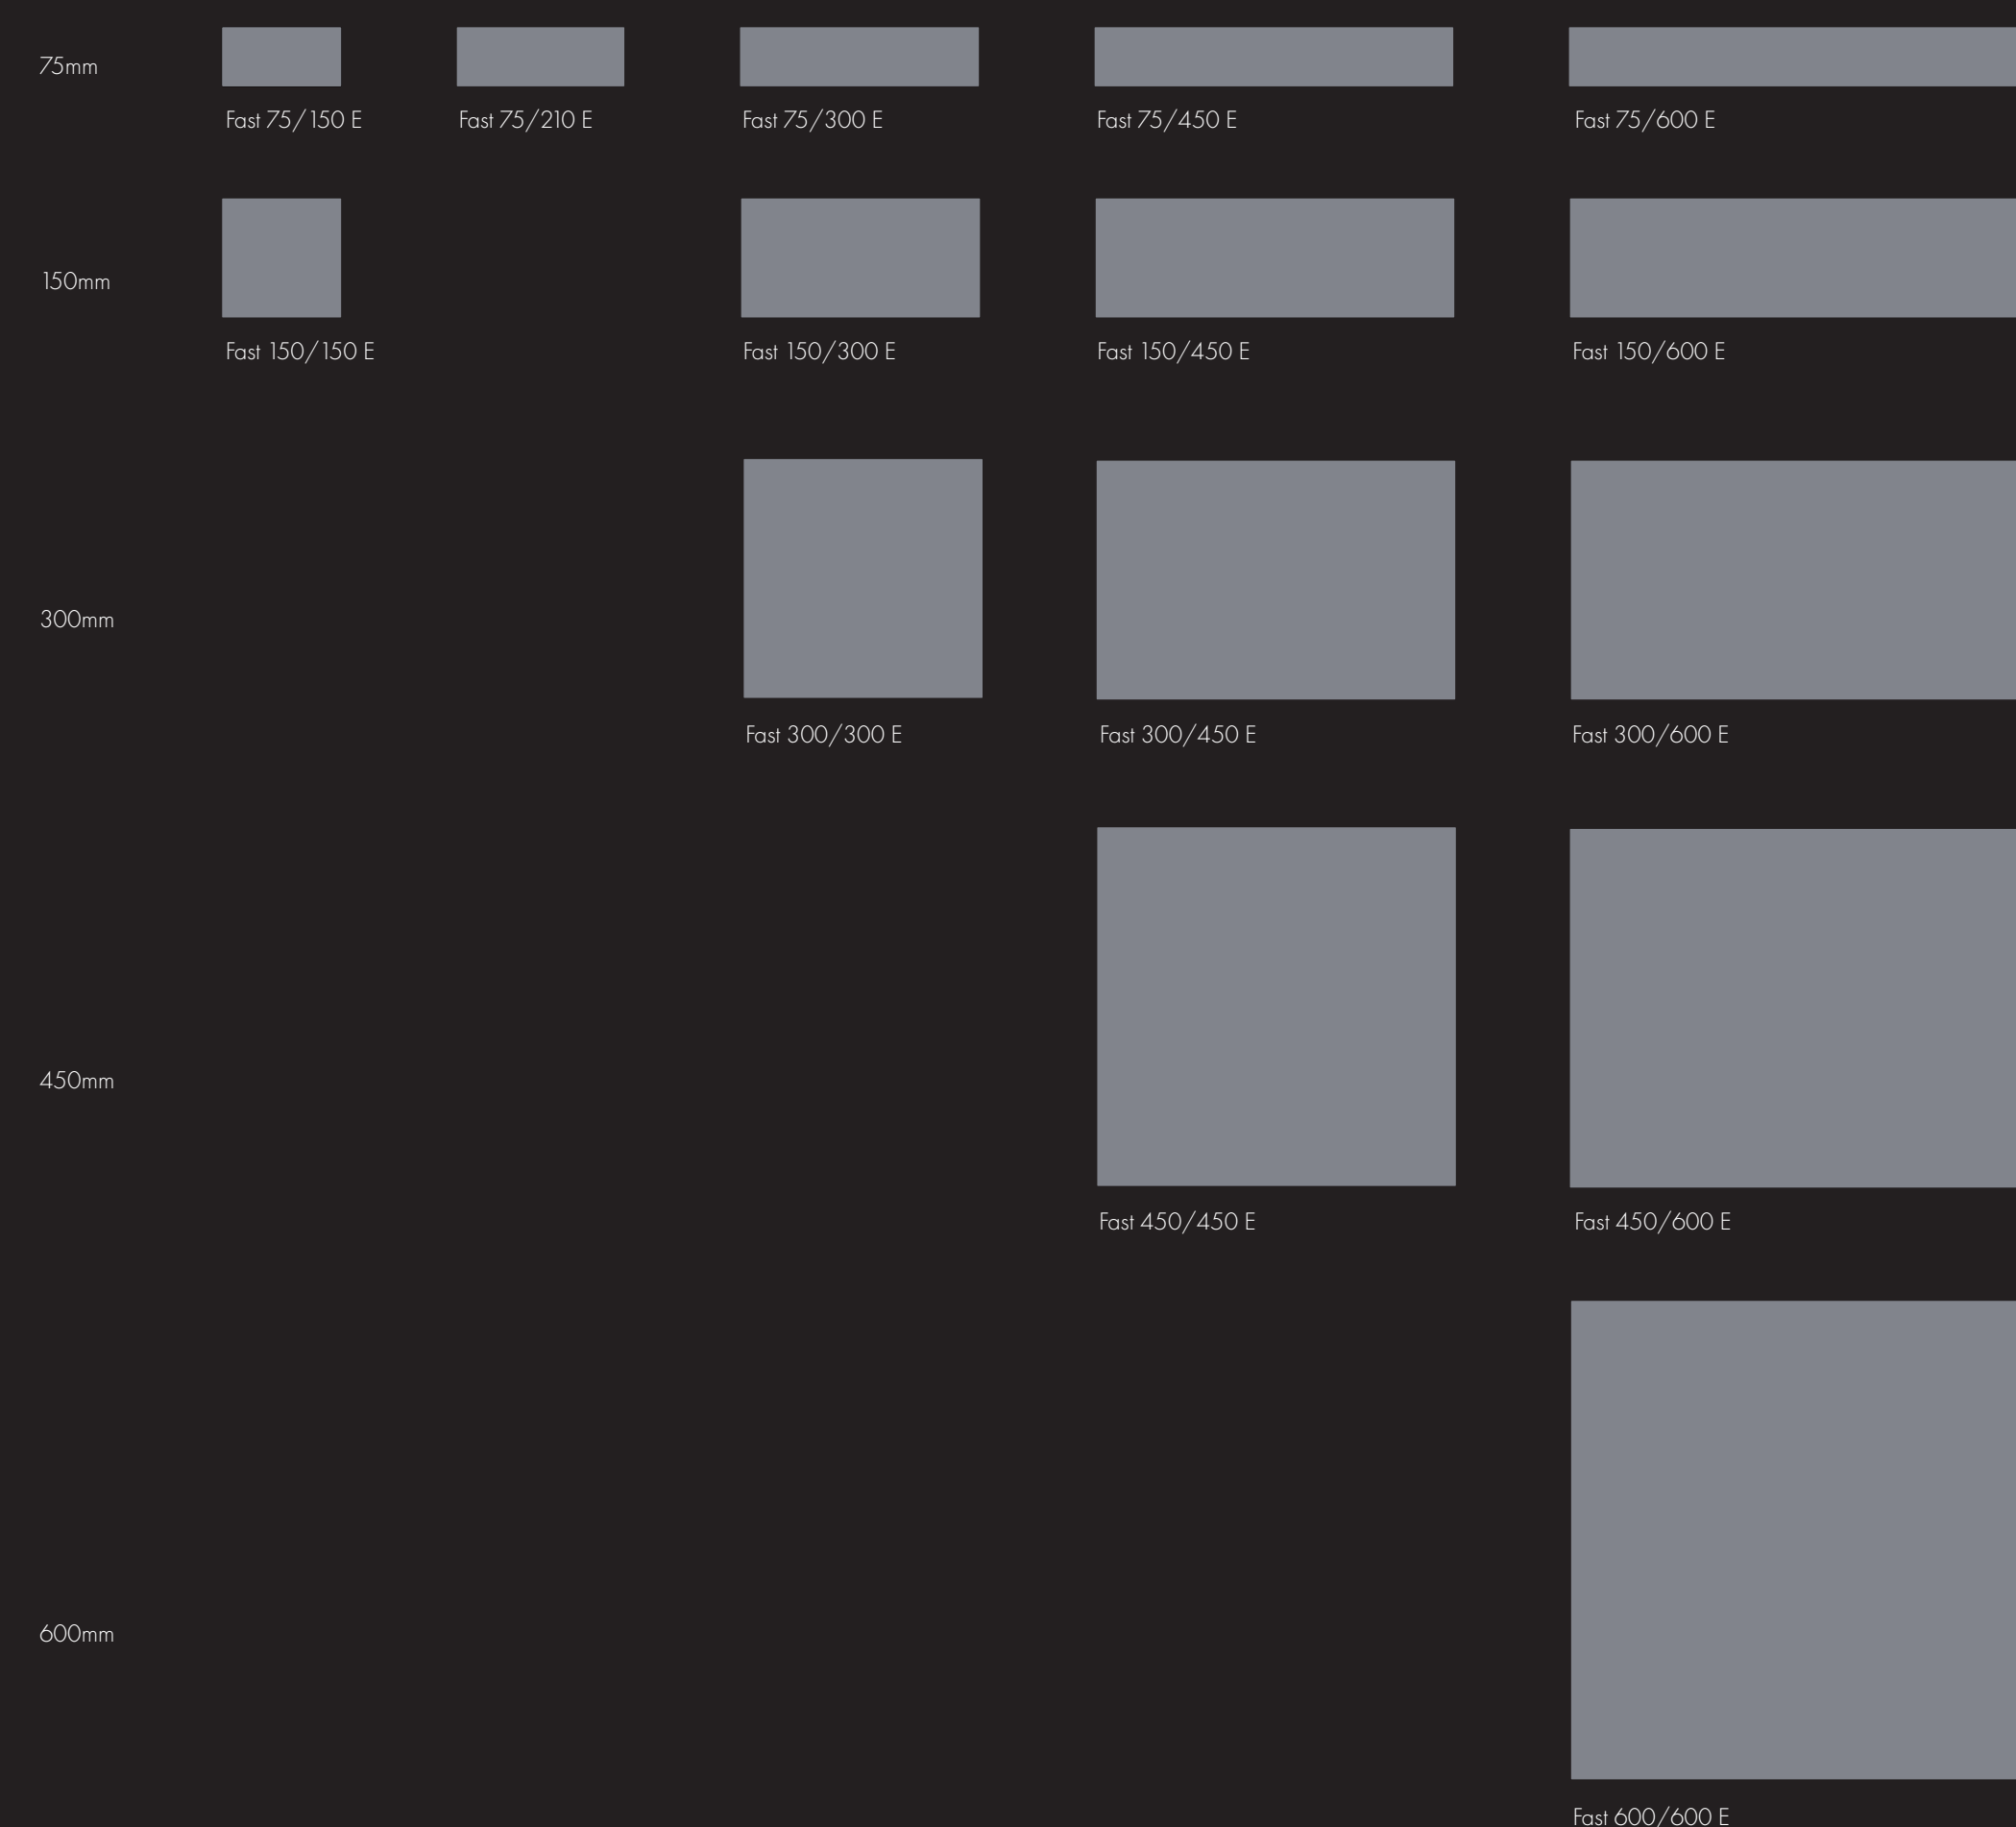 75mm
Fast 75/150 E
Fast 75/210 E
Fast 75/300 E
Fast 75/450 E
Fast 75/600 E
150mm
Fast 150/150 E
Fast 150/300 E
Fast 150/450 E
Fast 150/600 E
300mm
Fast 300/300 E
Fast 300/450 E
Fast 300/600 E
450mm
Fast 450/450 E
Fast 450/600 E
600mm
Fast 600/600 E